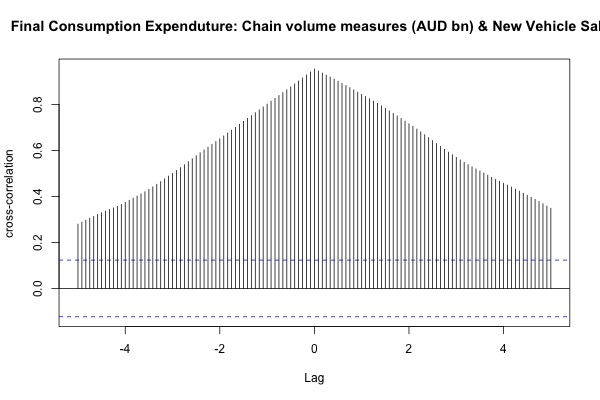 Final Consumption Expenduture: Chain volume measures (AUD bn) & New Vehicle Sal
cross-correlation
0.8
0.6
0.4
0.2
0.0
-4 -2 0 2 4
Lag